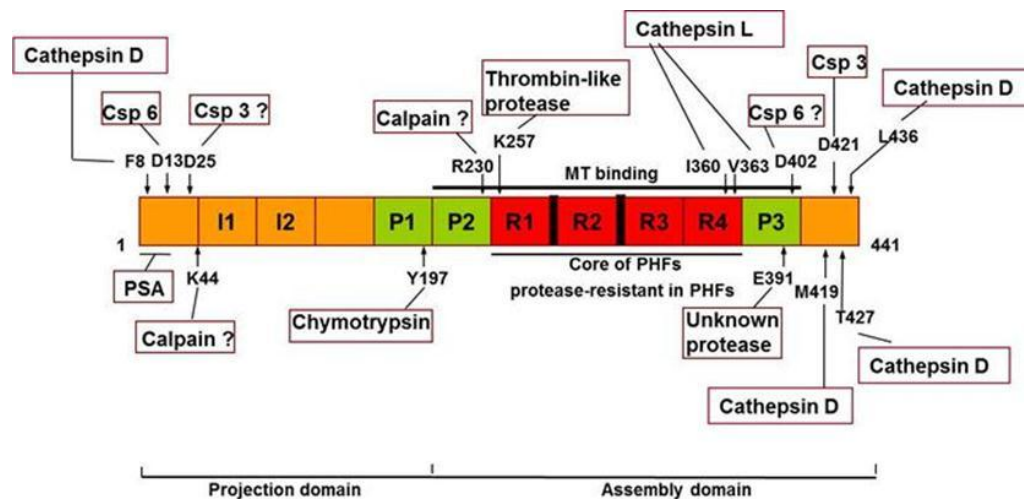 Cathepsin L
Cathepsin D
Csp 3
Thrombin-like
protease
Cathepsin D
Csp 6
Csp 3 ?
Calpain ?
Csp 6 ?
K257
D421
L436
F8
D13
D25
R230
I360
V363
D402
MT binding
I1
I2
P1
P2
R1
R2
R3
R4
P3
1
441
Core of PHFs
PSA
K44
Y197
protease-resistant in PHFs
E391
M419
Calpain ?
Chymotrypsin
Unknown
protease
T427
Cathepsin D
Cathepsin D
Projection domain
Assembly domain